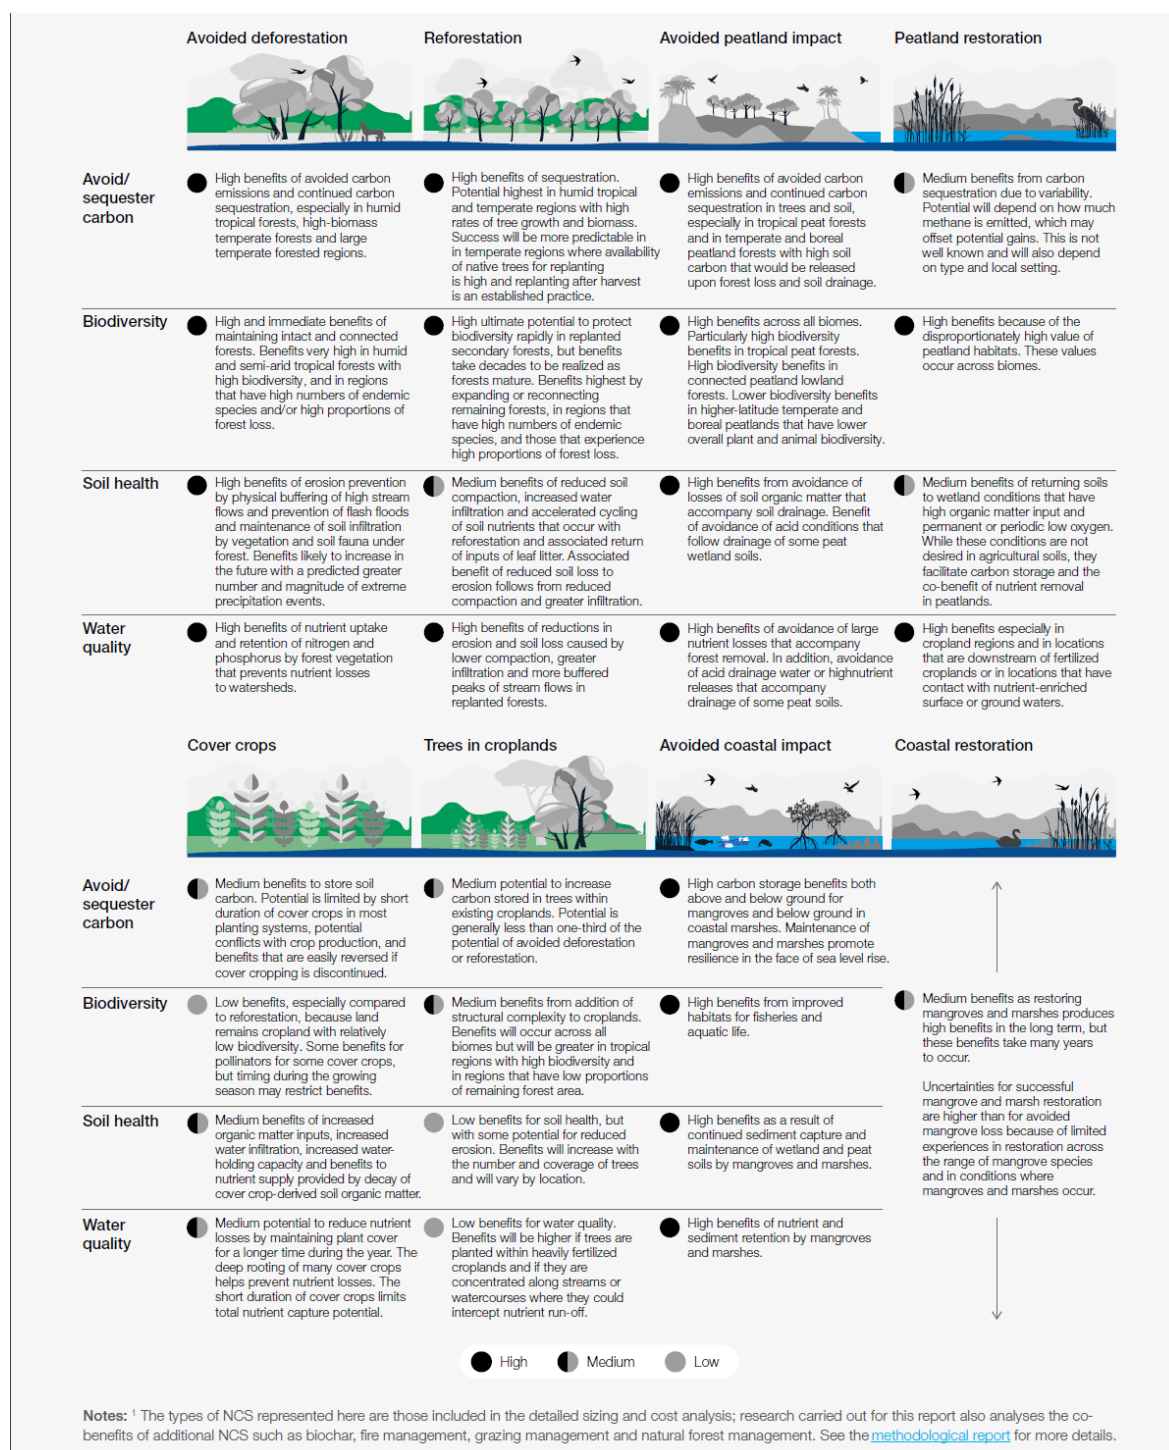 Avoided deforestation
Reforestation
Avoided peatland impact
Peatland restoration
Avoid/
sequester
carbon
High benefits of avoided carbon
emissions and continued carbon
sequestration, especially in humid
tropical forests, high-biomass
temperate forests and large
temperate forested regions.
High benefits of sequestration.
Potential highest in humid tropical
and temperate regions with high
rates of tree growth and biomass.
Success will be more predictable in
in temperate regions where availability
of native trees for replanting
is high and replanting after harvest
is an established practice.
High benefits of avoided carbon
emissions and continued carbon
sequestration in trees and soil,
especially in tropical peat forests
and in temperate and boreal
peatland forests with high soil
carbon that would be released
upon forest loss and soil drainage.
Medium benefits from carbon
sequestration due to variability.
Potential will depend on how much
methane is emitted, which may
offset potential gains. This is not
well known and will also depend
on type and local setting.
Biodiversity
High and immediate benefits of
maintaining intact and connected
forests. Benefits very high in humid
and semi-arid tropical forests with
high biodiversity, and in regions
that have high numbers of endemic
species and/or high proportions of
forest loss.
High ultimate potential to protect
biodiversity rapidly in replanted
secondary forests, but benefits
take decades to be realized as
forests mature. Benefits highest by
expanding or reconnecting
remaining forests, in regions that
have high numbers of endemic
species, and those that experience
high proportions of forest loss.
High benefits across all biomes.
Particularly high biodiversity
benefits in tropical peat forests.
High biodiversity benefits in
connected peatland lowland
forests. Lower biodiversity benefits
in higher-latitude temperate and
boreal peatlands that have lower
overall plant and animal biodiversity.
High benefits because of the
disproportionately high value of
peatland habitats. These values
occur across biomes.
Soil health
High benefits of erosion prevention
by physical buffering of high stream
flows and prevention of flash floods
and maintenance of soil infiltration
by vegetation and soil fauna under
forest. Benefits likely to increase in
the future with a predicted greater
number and magnitude of extreme
precipitation events.
Medium benefits of reduced soil
compaction, increased water
infiltration and accelerated cycling
of soil nutrients that occur with
reforestation and associated return
of inputs of leaf litter. Associated
benefit of reduced soil loss to
erosion follows from reduced
compaction and greater infiltration.
High benefits from avoidance of
losses of soil organic matter that
accompany soil drainage. Benefit
of avoidance of acid conditions that
follow drainage of some peat
wetland soils.
Medium benefits of returning soils
to wetland conditions that have
high organic matter input and
permanent or periodic low oxygen.
While these conditions are not
desired in agricultural soils, they
facilitate carbon storage and the
co-benefit of nutrient removal
in peatlands.
Water
quality
High benefits of nutrient uptake
and retention of nitrogen and
phosphorus by forest vegetation
that prevents nutrient losses
to watersheds.
High benefits of reductions in
erosion and soil loss caused by
lower compaction, greater
infiltration and more buffered
peaks of stream flows in
replanted forests.
High benefits of avoidance of large
nutrient losses that accompany
forest removal. In addition, avoidance
of acid drainage water or highnutrient
releases that accompany
drainage of some peat soils.
High benefits especially in
cropland regions and in locations
that are downstream of fertilized
croplands or in locations that have
contact with nutrient-enriched
surface or ground waters.
Cover crops
Trees in croplands
Avoided coastal impact
Coastal restoration
Avoid/
sequester
carbon
Medium benefits to store soil
carbon. Potential is limited by short
duration of cover crops in most
planting systems, potential
conflicts with crop production, and
benefits that are easily reversed if
cover cropping is discontinued.
Medium potential to increase
carbon stored in trees within
existing croplands. Potential is
generally less than one-third of the
potential of avoided deforestation
or reforestation.
High carbon storage benefits both
above and below ground for
mangroves and below ground in
coastal marshes. Maintenance of
mangroves and marshes promote
resilience in the face of sea level rise.
Biodiversity
Low benefits, especially compared
to reforestation, because land
remains cropland with relatively
low biodiversity. Some benefits for
pollinators for some cover crops,
but timing during the growing
season may restrict benefits.
Medium benefits from addition of
structural complexity to croplands.
Benefits will occur across all
biomes but will be greater in tropical
regions with high biodiversity and
in regions that have low proportions
of remaining forest area.
High benefits from improved
habitats for fisheries and
aquatic life.
Medium benefits as restoring
mangroves and marshes produces
high benefits in the long term, but
these benefits take many years
to occur.
Uncertainties for successful
mangrove and marsh restoration
are higher than for avoided
mangrove loss because of limited
experiences in restoration across
the range of mangrove species
and in conditions where
mangroves and marshes occur.
Soil health
Medium benefits of increased
organic matter inputs, increased
water infiltration, increased water-
holding capacity and benefits to
nutrient supply provided by decay of
cover crop-derived soil organic matter.
Low benefits for soil health, but
with some potential for reduced
erosion. Benefits will increase with
the number and coverage of trees
and will vary by location.
High benefits as a result of
continued sediment capture and
maintenance of wetland and peat
soils by mangroves and marshes.
Water
quality
Medium potential to reduce nutrient
losses by maintaining plant cover
for a longer time during the year. The
deep rooting of many cover crops
helps prevent nutrient losses. The
short duration of cover crops limits
total nutrient capture potential.
Low benefits for water quality.
Benefits will be higher if trees are
planted within heavily fertilized
croplands and if they are
concentrated along streams or
watercourses where they could
intercept nutrient run-off.
High benefits of nutrient and
sediment retention by mangroves
and marshes.
High
Medium
Low
Notes: ¹ The types of NCS represented here are those included in the detailed sizing and cost analysis; research carried out for this report also analyses the co-
benefits of additional NCS such as biochar, fire management, grazing management and natural forest management. See the methodological report for more details.